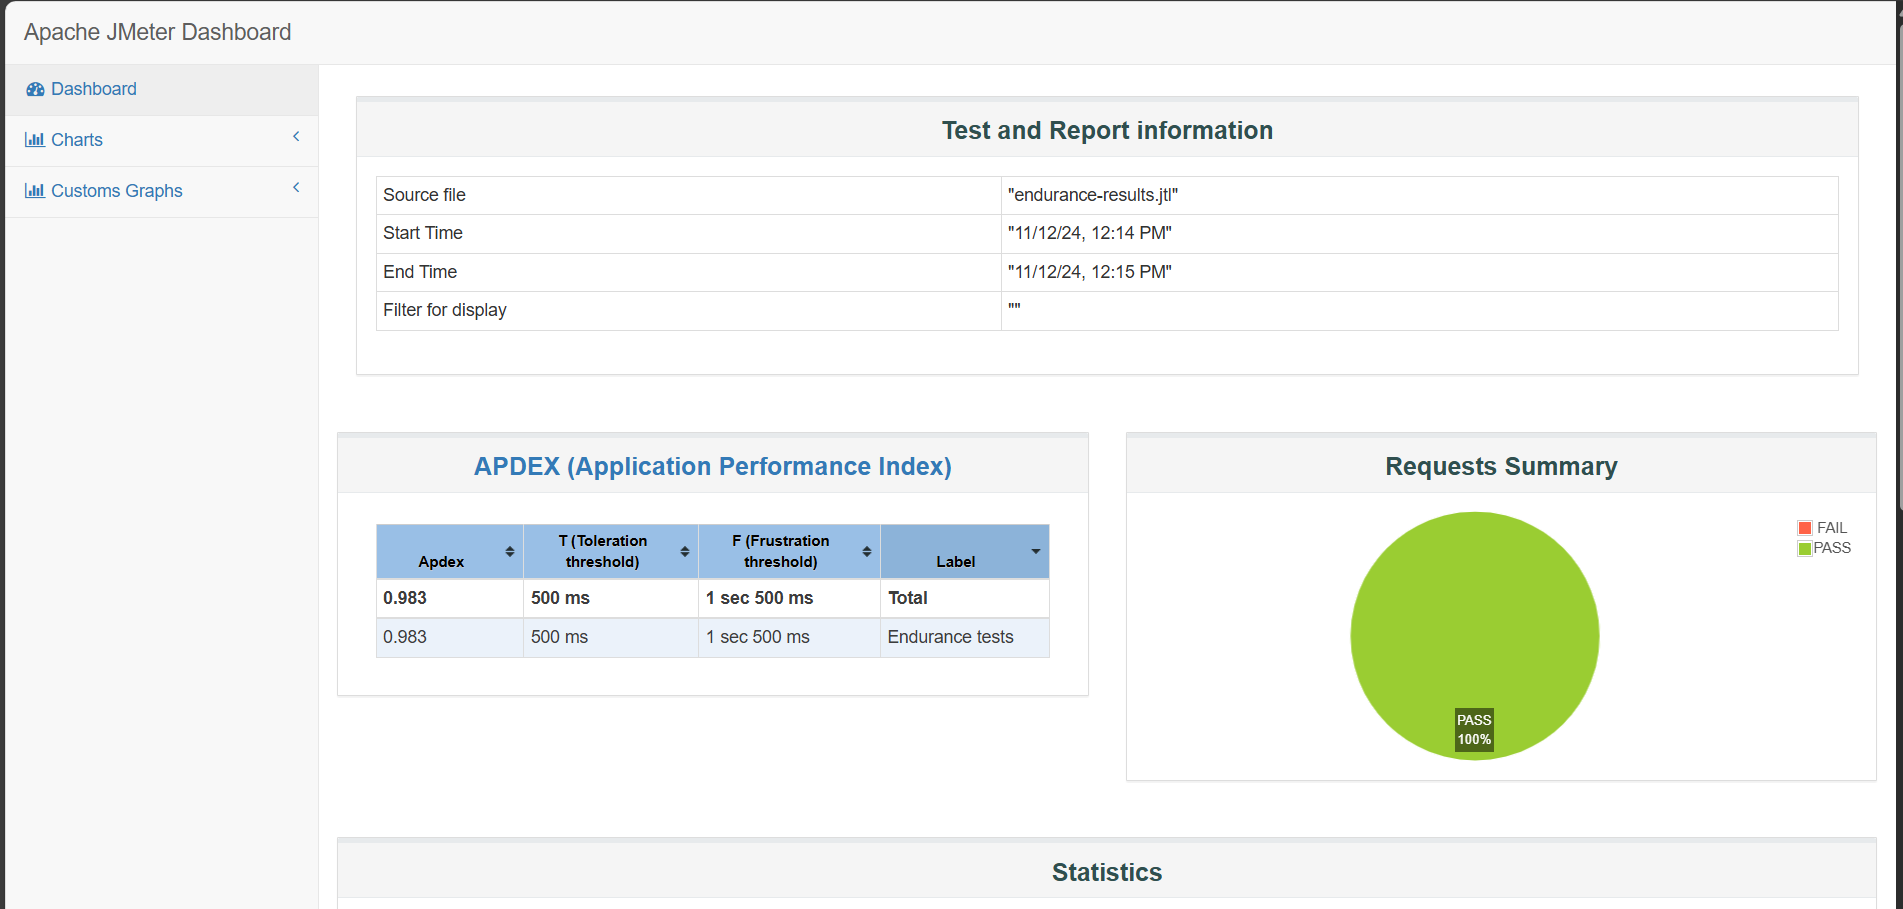 Apache JMeter Dashboard
Dashboard
Charts
Customs Graphs
Test and Report information
Source file "endurance-results.jtl"
Start Time "11/12/24, 12:14 PM"
End Time "11/12/24, 12:15 PM"
Filter for display ""
APDEX (Application Performance Index)
Apdex T (Toleration threshold) F (Frustration threshold) Label
0.983 500 ms 1 sec 500 ms Total
0.983 500 ms 1 sec 500 ms Endurance tests
Requests Summary
FAIL
PASS
PASS
100%
Statistics